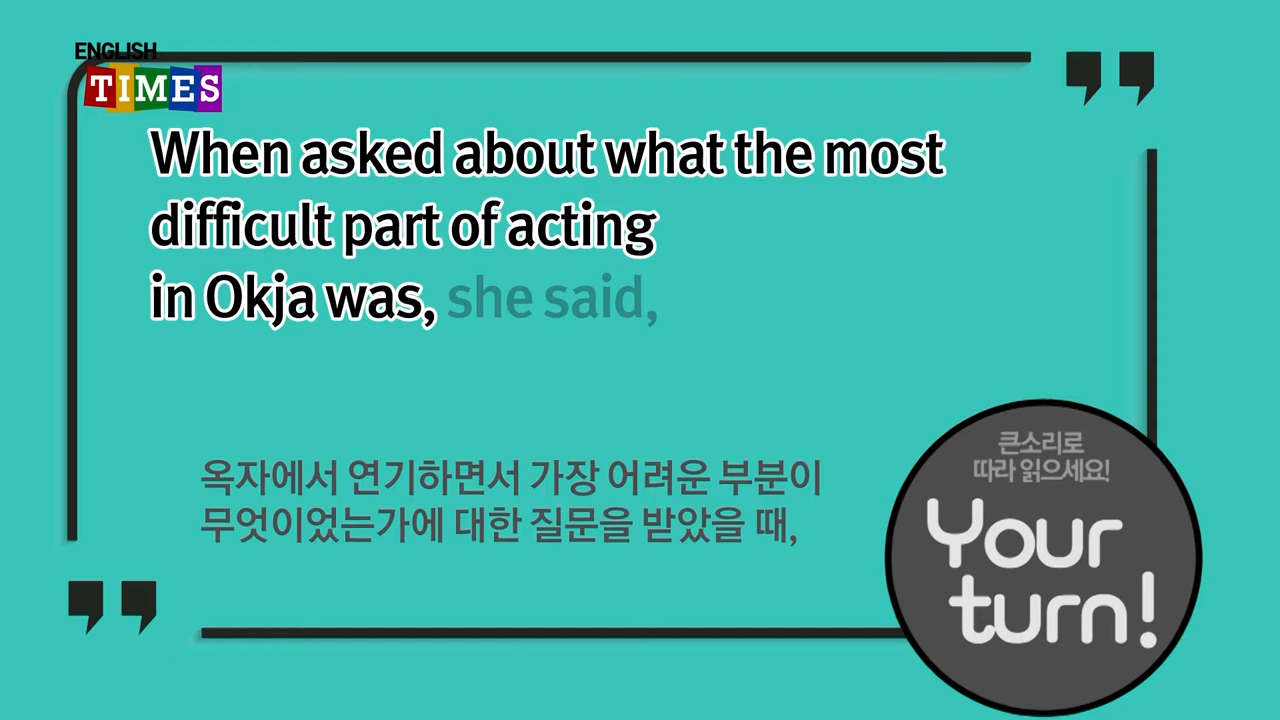 ENGLISH
TIMES
When asked about what the most
difficult part of acting
in Okja was, she said,
옥자에서 연기하면서 가장 어려운 부분이
무엇이었는가에 대한 질문을 받았을 때,
큰소리로
따라 읽으세요!
Your
turn!